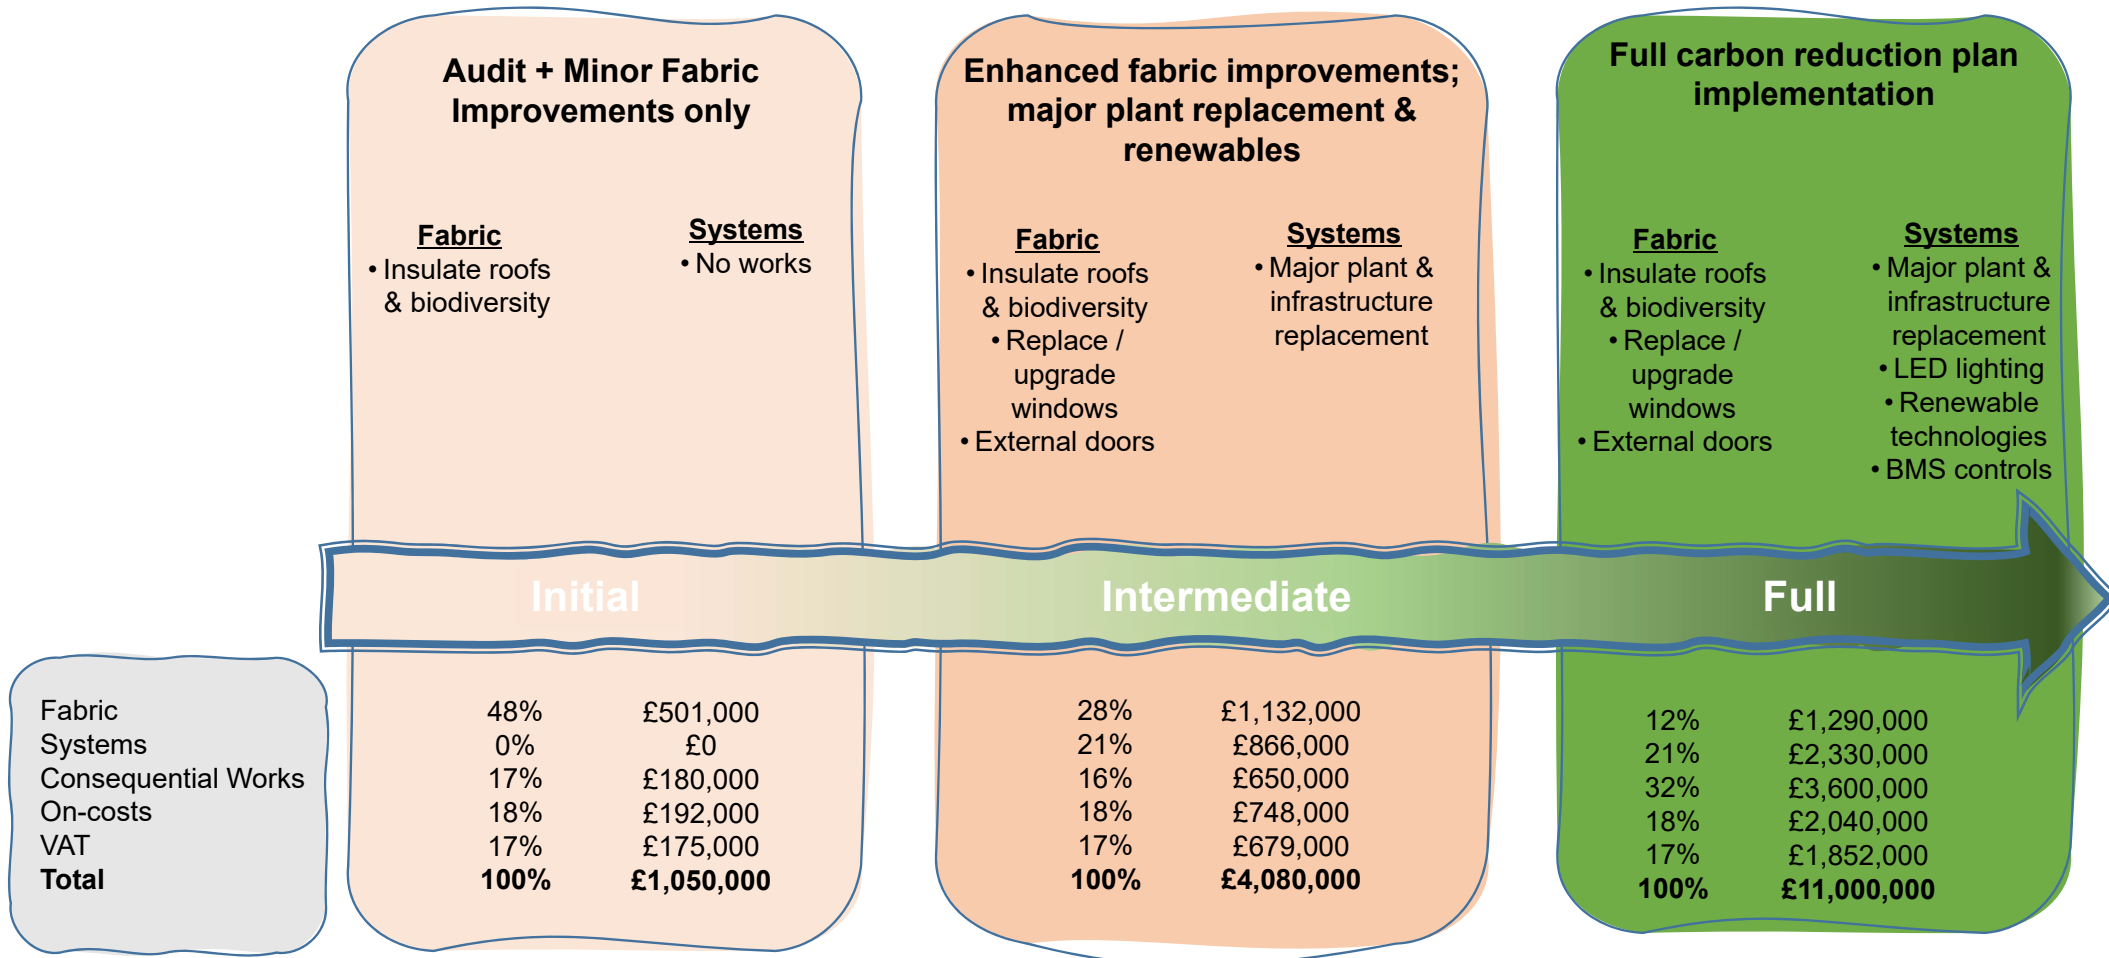 Audit + Minor Fabric
Improvements only
Fabric
• Insulate roofs
& biodiversity
Systems
• No works
Enhanced fabric improvements;
major plant replacement &
renewables
Fabric
• Insulate roofs
& biodiversity
• Replace /
upgrade
windows
• External doors
Systems
• Major plant &
infrastructure
replacement
Full carbon reduction plan
implementation
Fabric
• Insulate roofs
& biodiversity
• Replace /
upgrade
windows
• External doors
Systems
• Major plant &
infrastructure
replacement
• LED lighting
• Renewable
technologies
• BMS controls
Initial Intermediate Full
Fabric 48% £501,000 28% £1,132,000 12% £1,290,000
Systems 0% £0 21% £866,000 21% £2,330,000
Consequential Works 17% £180,000 16% £650,000 32% £3,600,000
On-costs 18% £192,000 18% £748,000 18% £2,040,000
VAT 17% £175,000 17% £679,000 17% £1,852,000
Total 100% £1,050,000 100% £4,080,000 100% £11,000,000